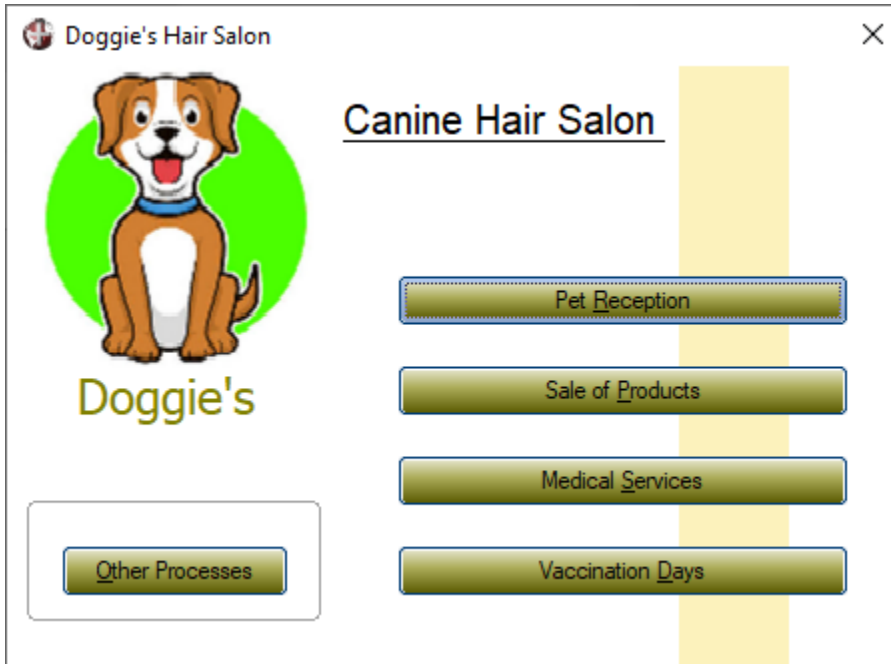 Doggie's Hair Salon
Canine Hair Salon
Doggie's
Pet Reception
Sale of Products
Medical Services
Vaccination Days
Other Processes